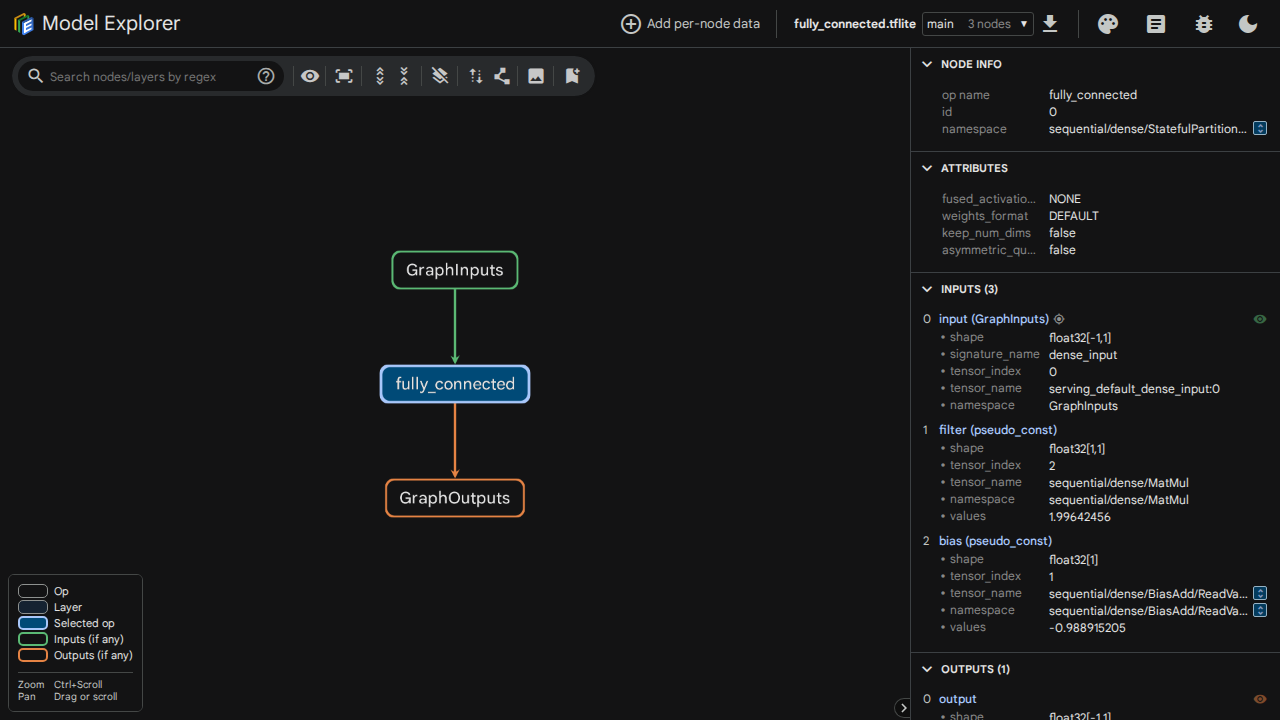 Model Explorer
Add per-node data
fully_connected.tflite
main 3 nodes
Search nodes/layers by regex
GraphInputs
fully_connected
GraphOutputs
Op
Layer
Selected op
Inputs (if any)
Outputs (if any)
Zoom Ctrl+Scroll
Pan Drag or scroll
NODE INFO
op name fully_connected
id 0
namespace sequential/dense/StatefulPartition...
ATTRIBUTES
fused_activatio... NONE
weights_format DEFAULT
keep_num_dims false
asymmetric_qu... false
INPUTS (3)
0 input (GraphInputs)
• shape float32[-1,1]
• signature_name dense_input
• tensor_index 0
• tensor_name serving_default_dense_input:0
• namespace GraphInputs
1 filter (pseudo_const)
• shape float32[1,1]
• tensor_index 2
• tensor_name sequential/dense/MatMul
• namespace sequential/dense/MatMul
• values 1.99642456
2 bias (pseudo_const)
• shape float32[1]
• tensor_index 1
• tensor_name sequential/dense/BiasAdd/ReadVa...
• namespace sequential/dense/BiasAdd/ReadVa...
• values -0.988915205
OUTPUTS (1)
0 output
• shape float32[-1,1]